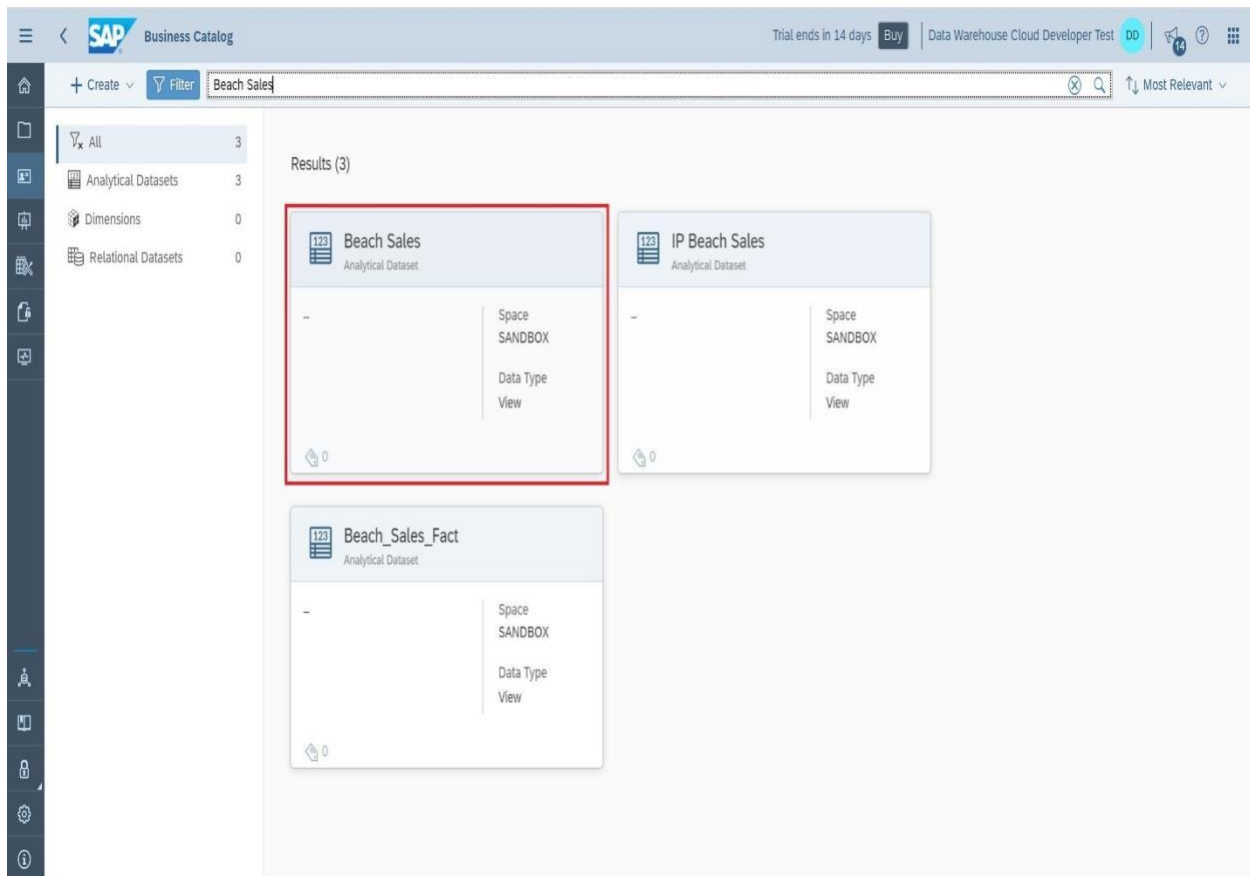 SAP Business Catalog
Trial ends in 14 days Buy Data Warehouse Cloud Developer Test DD 14
+ Create Filter Beach Sales Most Relevant
All 3
Analytical Datasets 3
Dimensions 0
Relational Datasets 0
Results (3)
123 Beach Sales
Analytical Dataset
–
Space
SANDBOX
Data Type
View
0
123 IP Beach Sales
Analytical Dataset
–
Space
SANDBOX
Data Type
View
0
123 Beach_Sales_Fact
Analytical Dataset
–
Space
SANDBOX
Data Type
View
0